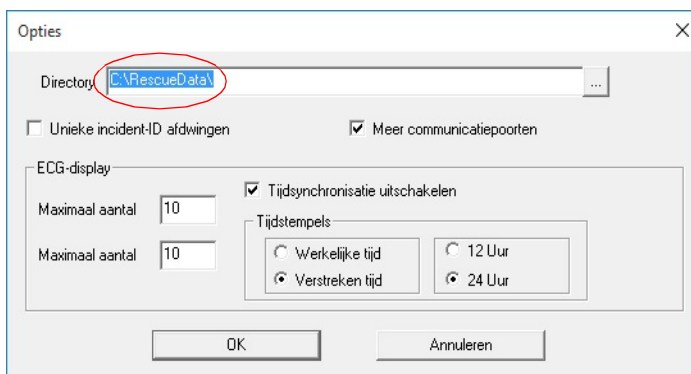 Opties
Directory C:\RescueData\ ...
Unieke incident-ID afdwingen Meer communicatiepoorten
ECG-display
Maximaal aantal 10
Tijdsynchronisatie uitschakelen
Maximaal aantal 10
Tijdstempels
Werkelijke tijd 12 Uur
Verstreken tijd 24 Uur
OK Annuleren